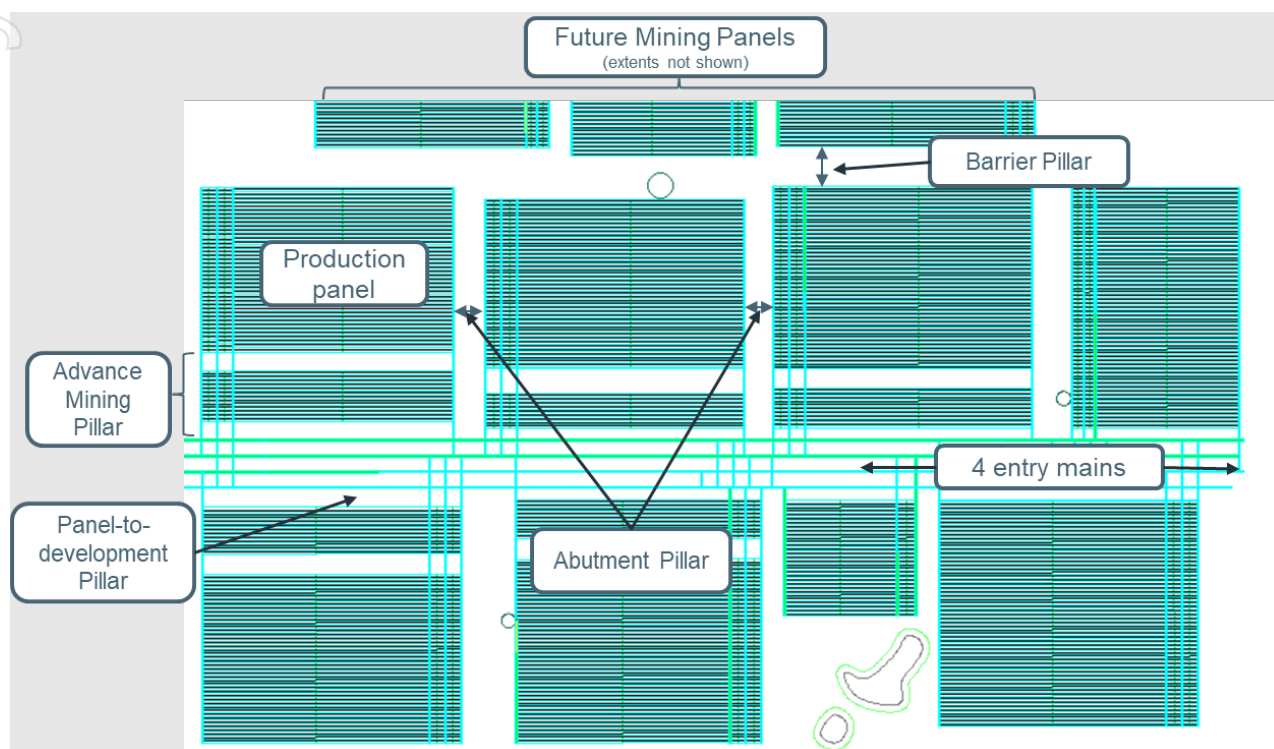 Future Mining Panels
(extents not shown)
Barrier Pillar
Production
panel
Advance
Mining
Pillar
4 entry mains
Panel-to-
development
Pillar
Abutment Pillar